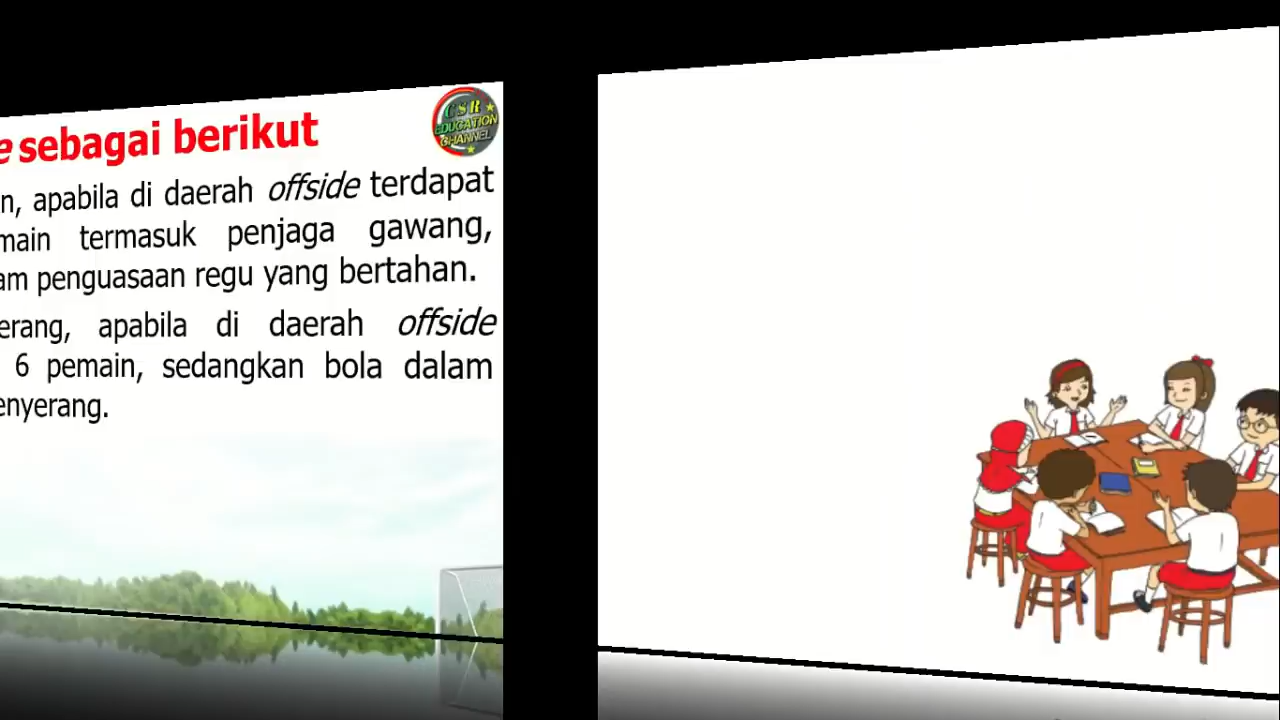 e sebagai berikut
CSR
EDUCATION
CHANNEL
n, apabila di daerah offside terdapat
main termasuk penjaga gawang,
am penguasaan regu yang bertahan.
erang, apabila di daerah offside
6 pemain, sedangkan bola dalam
enyerang.